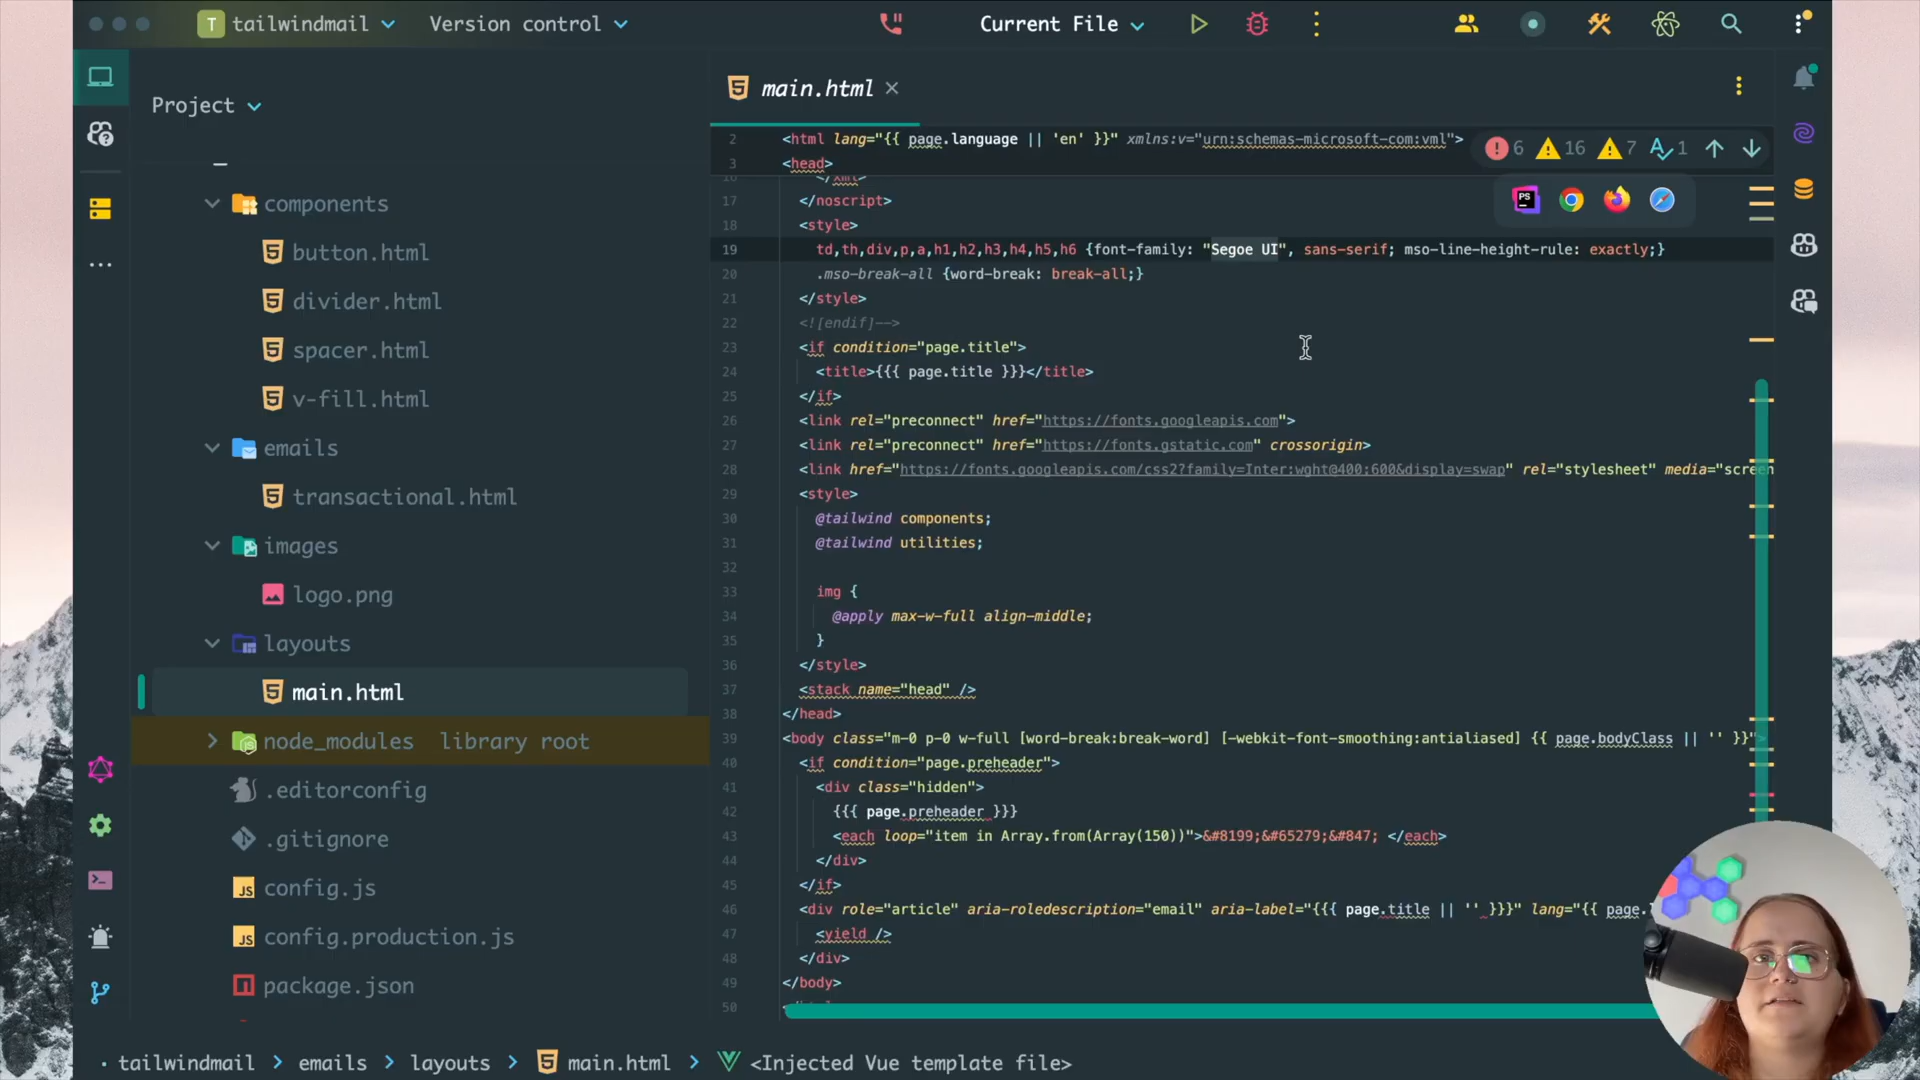 T tailwindmail
Version control
Current File
Project
main.html
components
button.html
divider.html
spacer.html
v-fill.html
emails
transactional.html
images
logo.png
layouts
main.html
node_modules library root
.editorconfig
.gitignore
JS config.js
JS config.production.js
package.json
6 16 7 1
PS
2 <html lang="{{ page.language || 'en' }}" xmlns:v="urn:schemas-microsoft-com:vml">
3 <head>
16 </xml>
17 </noscript>
18 <style>
19 td,th,div,p,a,h1,h2,h3,h4,h5,h6 {font-family: "Segoe UI", sans-serif; mso-line-height-rule: exactly;}
20 .mso-break-all {word-break: break-all;}
21 </style>
22 <![endif]-->
23 <if condition="page.title">
24 <title>{{{ page.title }}}</title>
25 </if>
26 <link rel="preconnect" href="https://fonts.googleapis.com">
27 <link rel="preconnect" href="https://fonts.gstatic.com" crossorigin>
28 <link href="https://fonts.googleapis.com/css2?family=Inter:wght@400;600&display=swap" rel="stylesheet" media="screen
29 <style>
30 @tailwind components;
31 @tailwind utilities;
32
33 img {
34 @apply max-w-full align-middle;
35 }
36 </style>
37 <stack name="head" />
38 </head>
39 <body class="m-0 p-0 w-full [word-break:break-word] [-webkit-font-smoothing:antialiased] {{ page.bodyClass || '' }}">
40 <if condition="page.preheader">
41 <div class="hidden">
42 {{{ page.preheader }}}
43 <each loop="item in Array.from(Array(150))">&#8199;&#65279;&#847; </each>
44 </div>
45 </if>
46 <div role="article" aria-roledescription="email" aria-label="{{{ page.title || '' }}}" lang="{{ page.
47 <yield />
48 </div>
49 </body>
50
tailwindmail > emails > layouts > main.html > <Injected Vue template file>